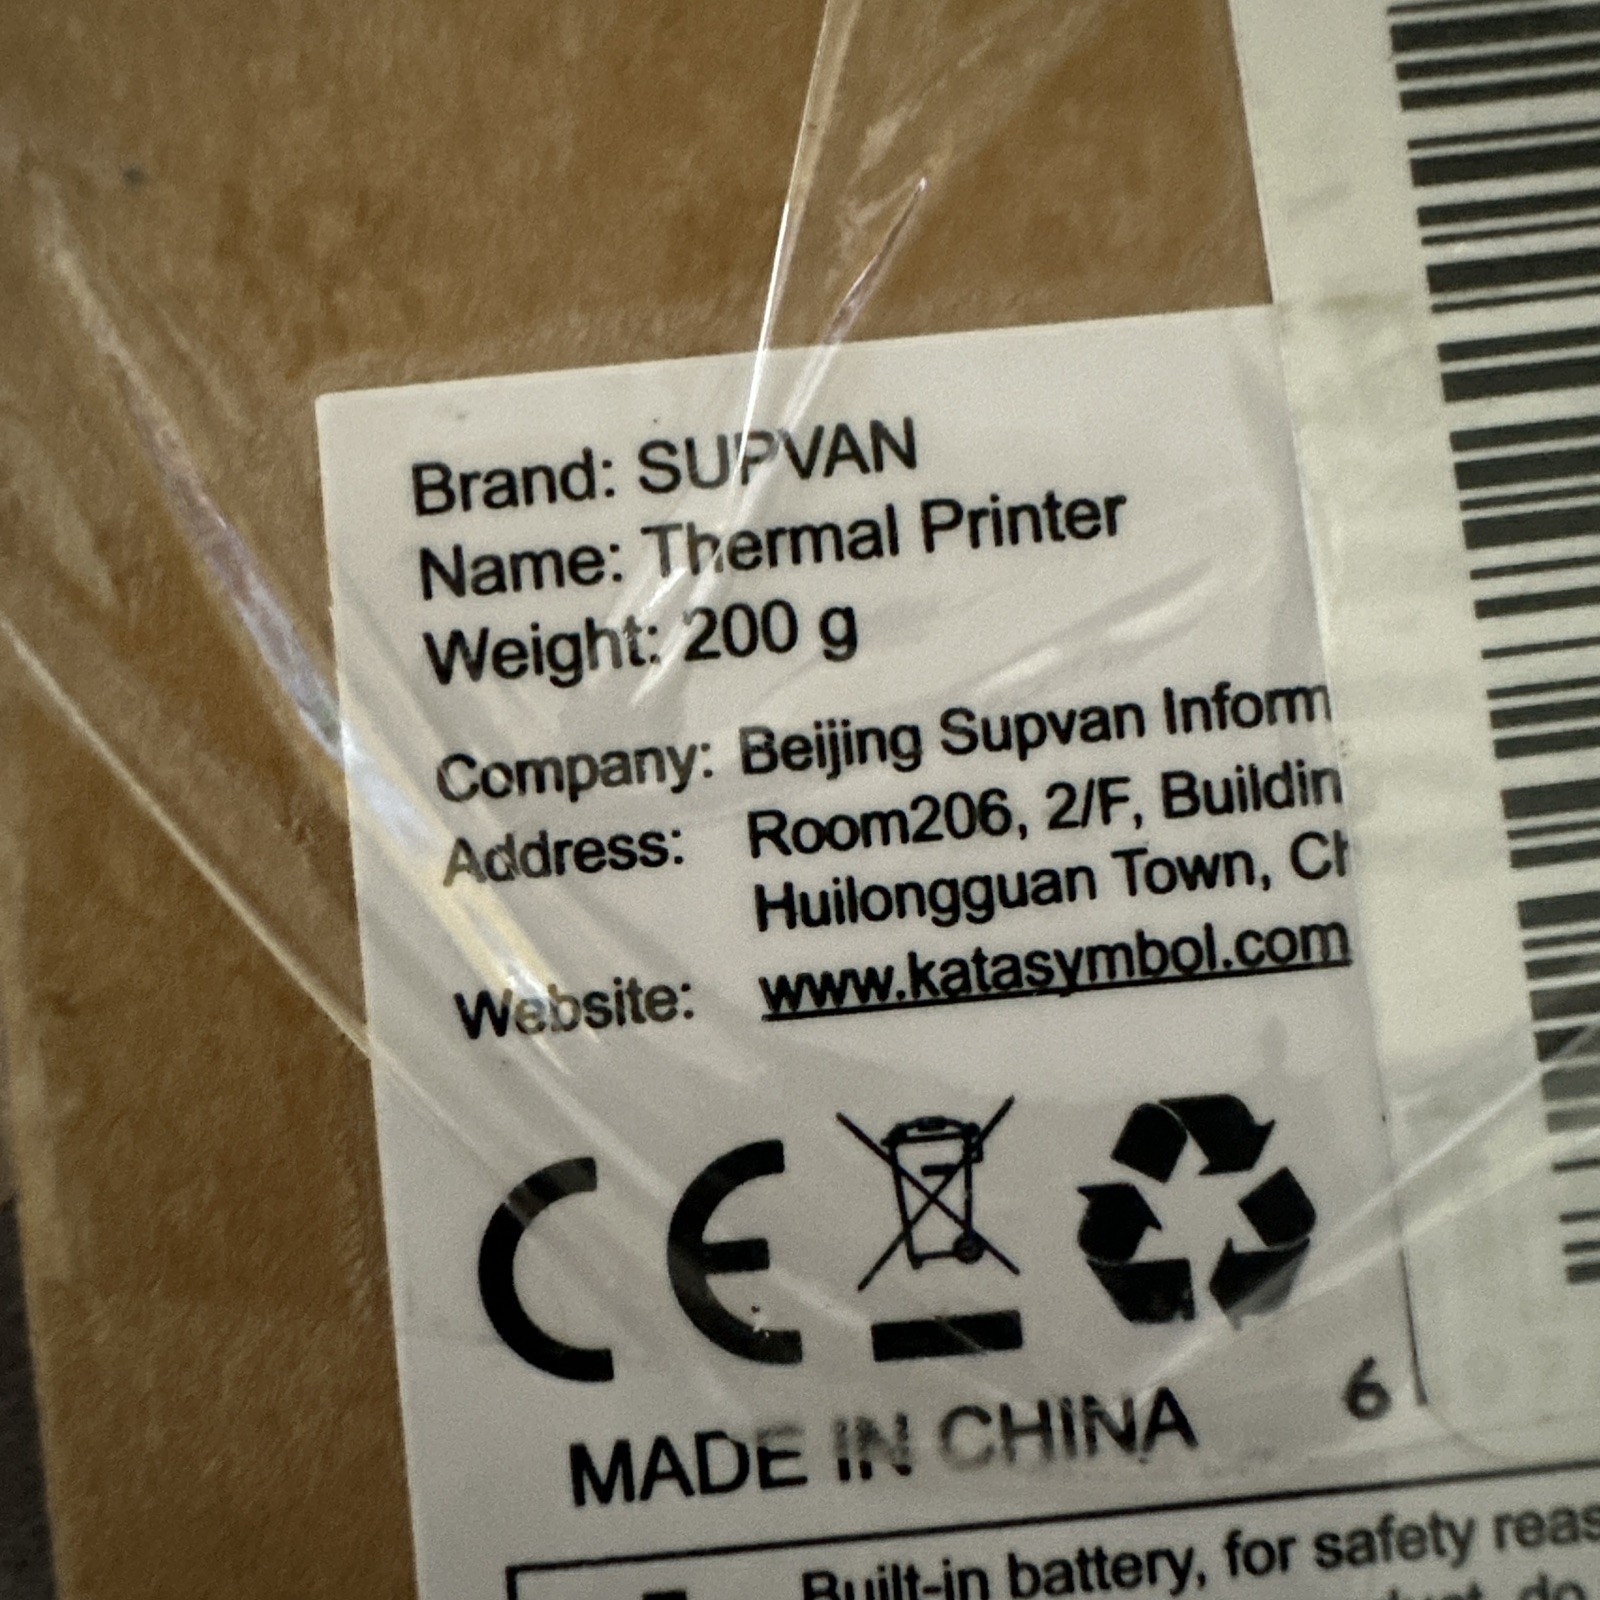 Brand: SUPVAN
Name: Thermal Printer
Weight: 200 g
Company: Beijing Supvan Inform
Address: Room206, 2/F, Buildin
Huilongguan Town, Ch
Website: www.katasymbol.com
CE
MADE IN CHINA
6
Built-in battery, for safety reas
do